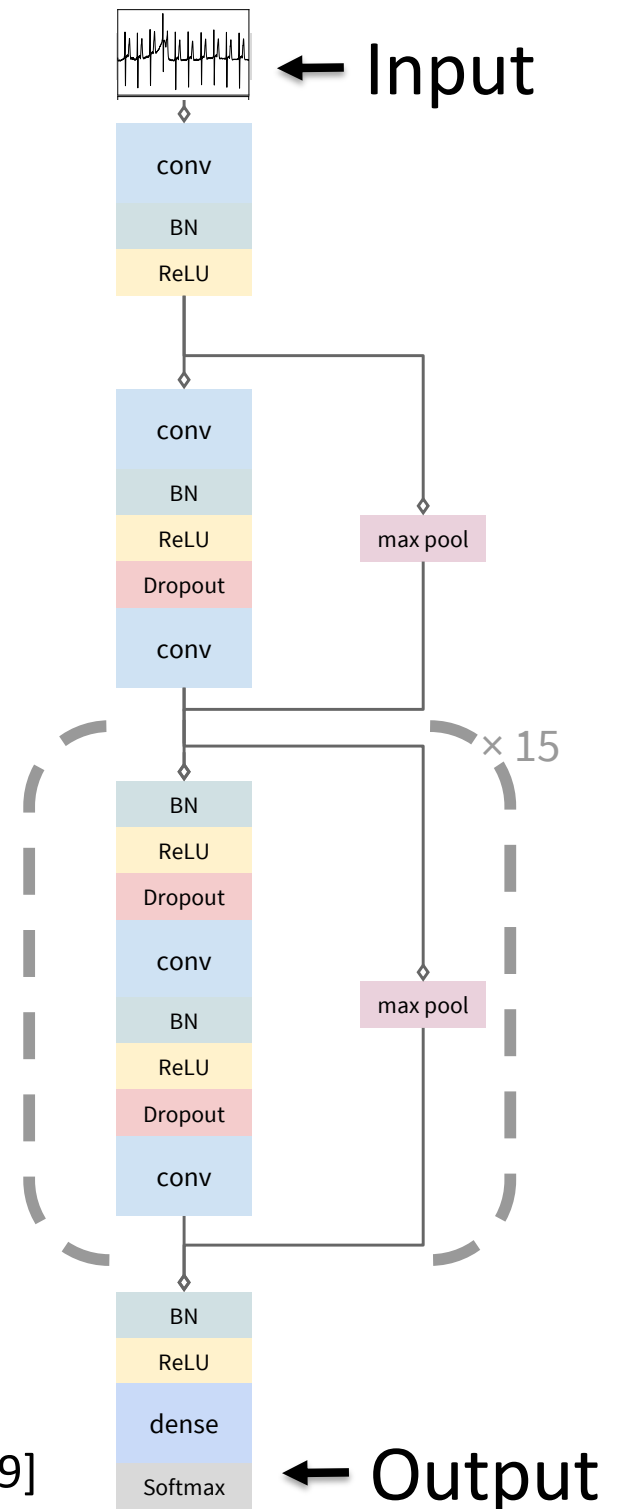 Input
conv
BN
ReLU
conv
BN
ReLU
Dropout
conv
max pool
× 15
BN
ReLU
Dropout
conv
BN
ReLU
Dropout
conv
max pool
BN
ReLU
dense
Softmax
9]
Output